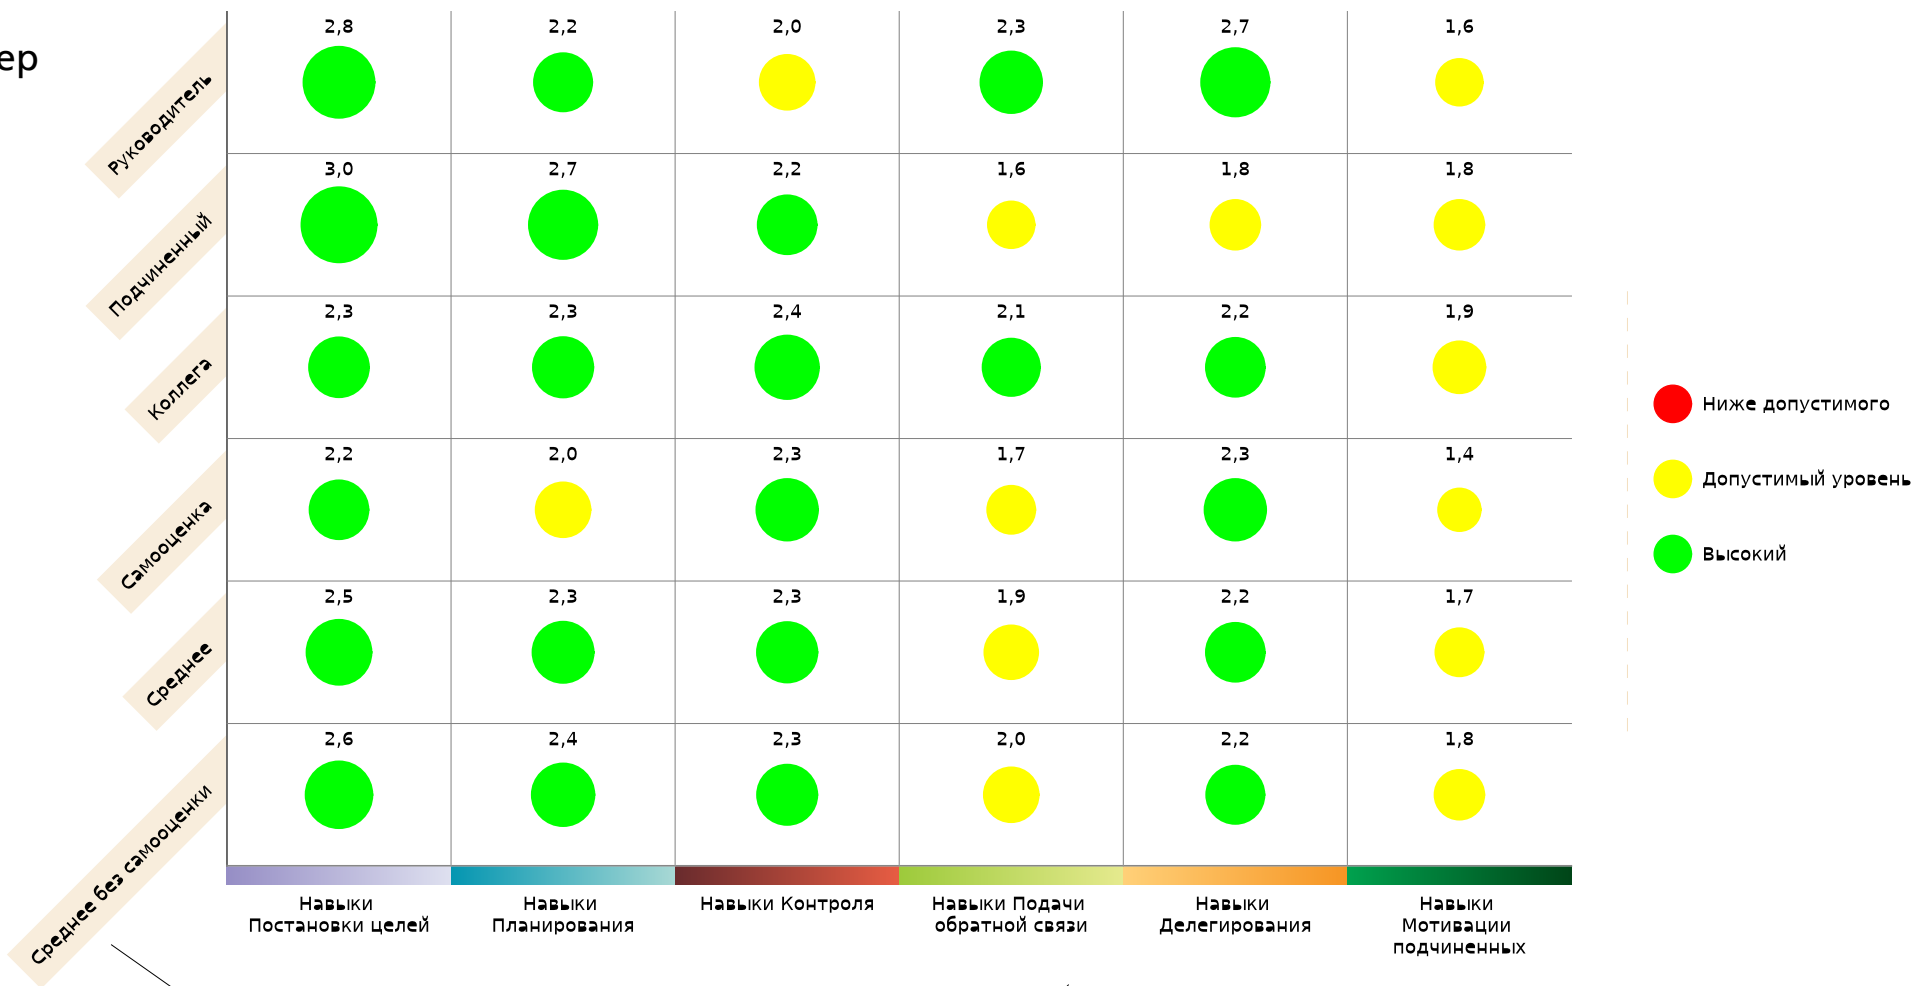 ер
2,8 2,2 2,0 2,3 2,7 1,6
Руководитель
3,0 2,7 2,2 1,6 1,8 1,8
Подчиненный
2,3 2,3 2,4 2,1 2,2 1,9
Коллега
2,2 2,0 2,3 1,7 2,3 1,4
Самооценка
2,5 2,3 2,3 1,9 2,2 1,7
Среднее
2,6 2,4 2,3 2,0 2,2 1,8
Среднее без самооценки
Навыки
Постановки целей
Навыки
Планирования
Навыки Контроля
Навыки Подачи
обратной связи
Навыки
Делегирования
Навыки
Мотивации
подчиненных
Ниже допустимого
Допустимый уровень
Высокий